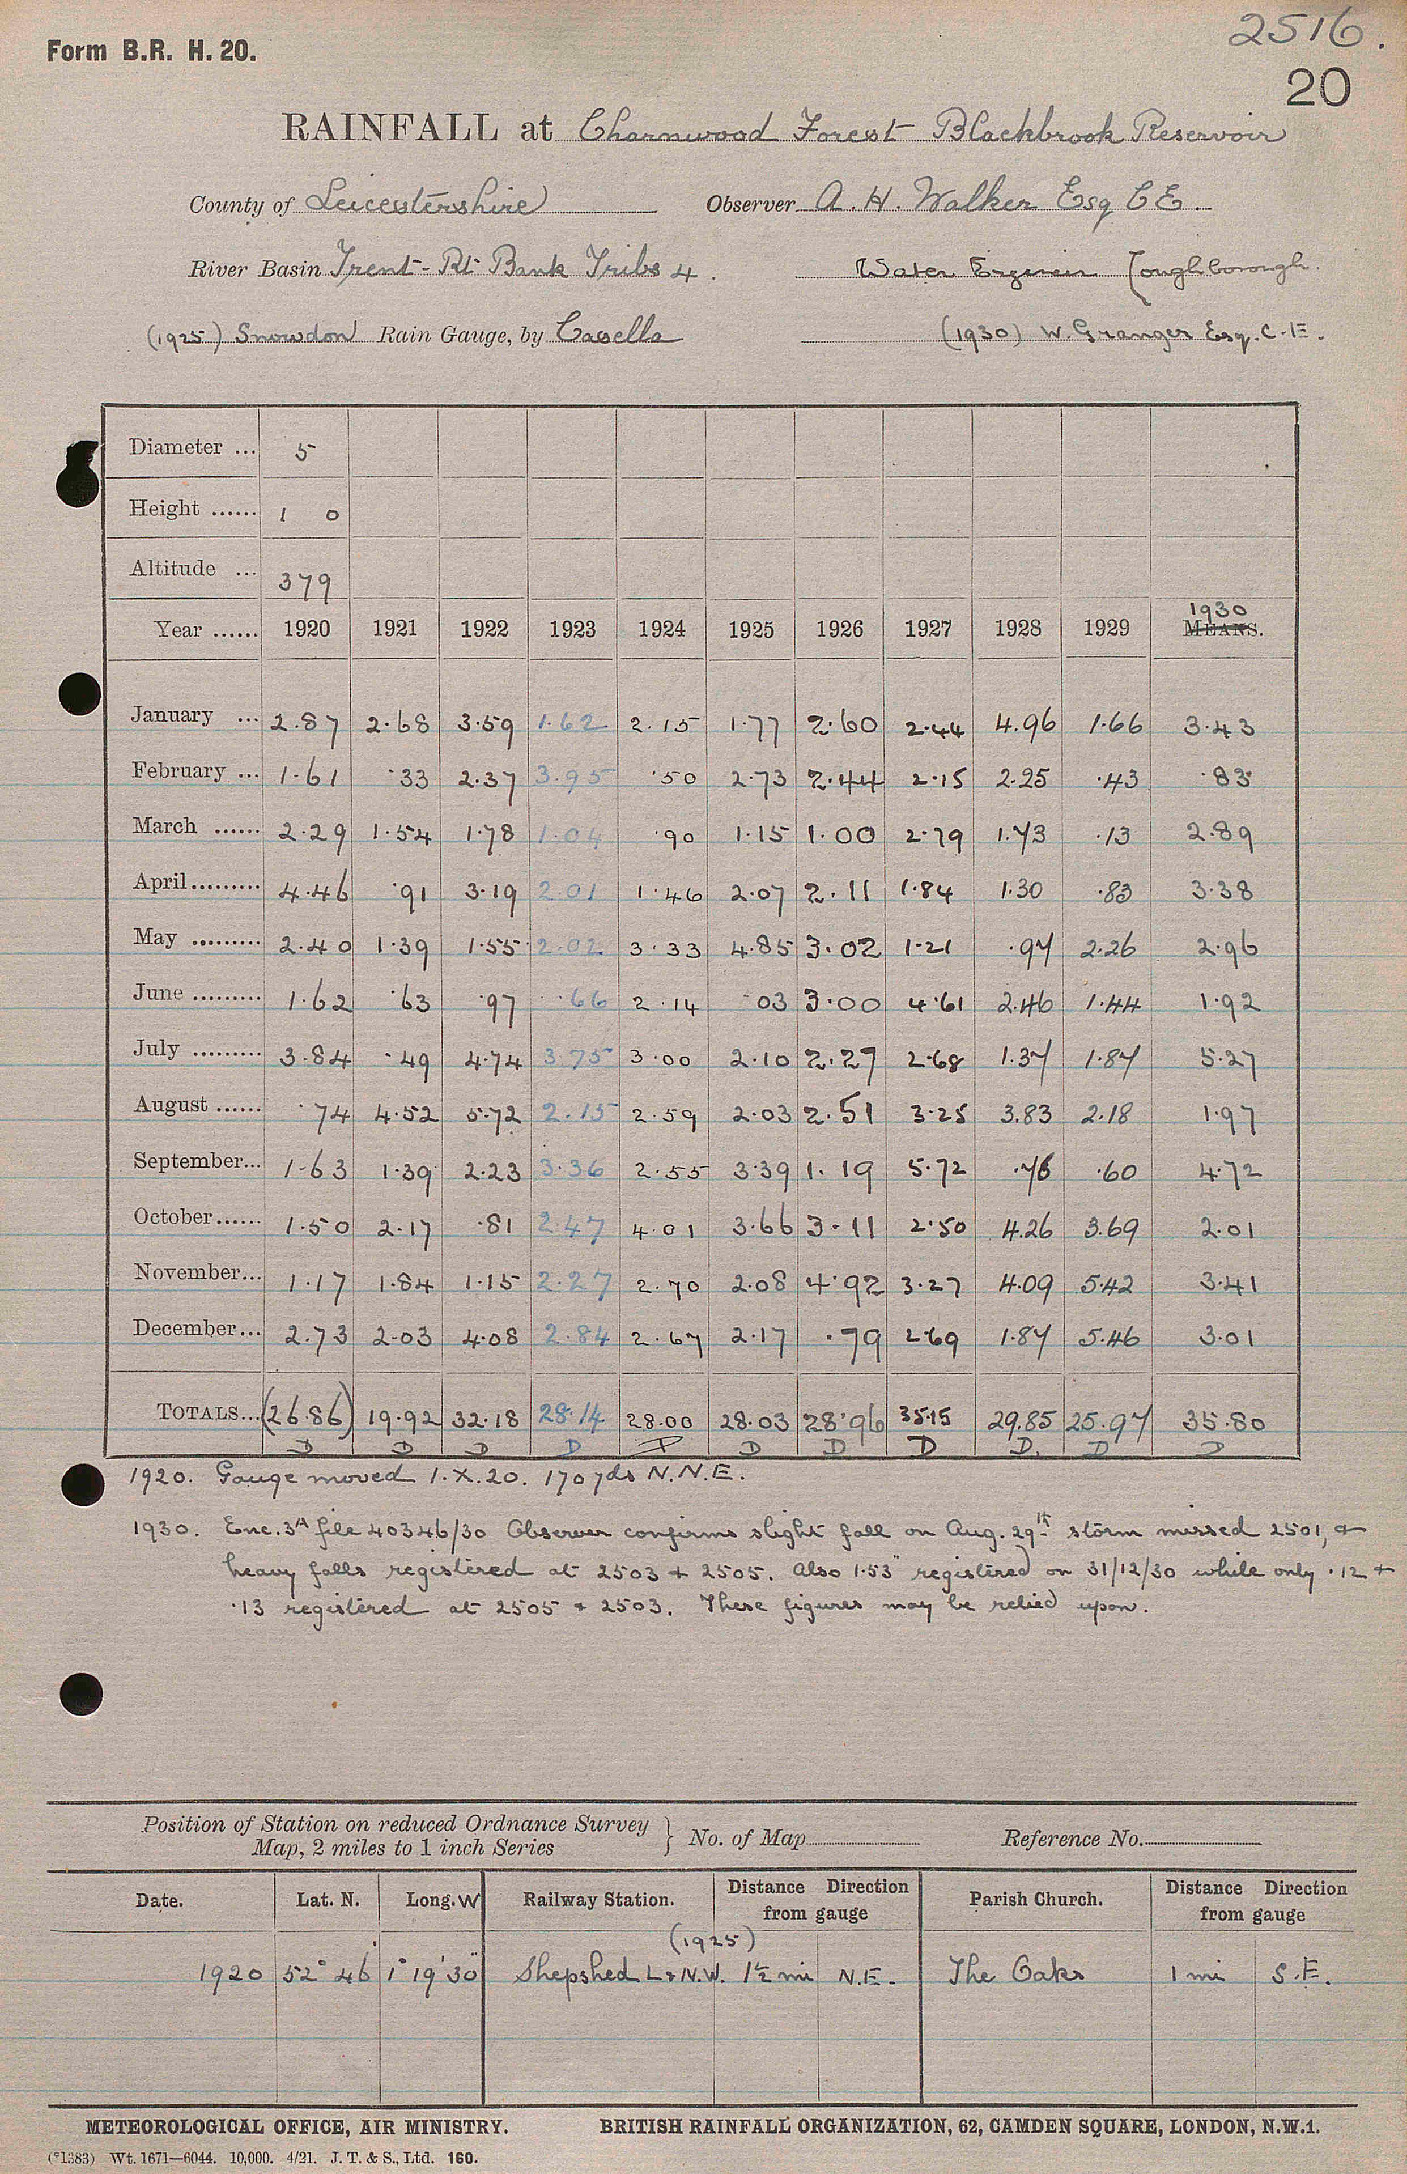 2516.
Form B.R. H. 20.
20
RAINFALL at Charnwood Forest Blackbrook Reservoir
County of Leicestershire Observer A. H. Walker Esq C E
River Basin Trent - Rt Bank Tribs 4. Water Engineer Loughborough.
(1925) Snowdon Rain Gauge, by Casella (1930) W. Granger Esq. C.E.
Diameter ... 5
Height ...... 1 0
Altitude ... 379
1930
Year ...... 1920 1921 1922 1923 1924 1925 1926 1927 1928 1929 MEANS.
January ... 2.87 2.68 3.59 1.62 2.15 1.77 2.60 2.44 4.96 1.66 3.43
February ... 1.61 .33 2.37 3.95 .50 2.73 2.44 2.15 2.25 .43 .83
March ...... 2.29 1.54 1.78 1.04 .90 1.15 1.00 2.79 1.73 .13 2.89
April......... 4.46 .91 3.19 2.01 1.46 2.07 2.11 1.84 1.30 .83 3.38
May ......... 2.40 1.39 1.55 2.02 3.33 4.85 3.02 1.21 .97 2.26 2.96
June ......... 1.62 .63 .97 .66 2.14 .03 3.00 4.61 2.46 1.44 1.92
July ......... 3.84 .49 4.74 3.75 3.00 2.10 2.27 2.68 1.37 1.87 5.27
August ...... .74 4.52 5.72 2.15 2.59 2.03 2.51 3.25 3.83 2.18 1.97
September... 1.63 1.39 2.23 3.36 2.55 3.39 1.19 5.72 .76 .60 4.72
October...... 1.50 2.17 .81 2.47 4.01 3.66 3.11 2.50 4.26 3.69 2.01
November... 1.17 1.84 1.15 2.27 2.70 2.08 4.92 3.27 4.09 5.42 3.41
December... 2.73 2.03 4.08 2.84 2.67 2.17 .79 2.69 1.87 5.46 3.01
TOTALS... (26.86) 19.92 32.18 28.14 28.00 28.03 28.96 35.15 29.85 25.97 35.80
D D D D D D D D D. D D
1920. Gauge moved 1.X.20. 170 yds N.N.E.
1930. Enc. 3A file 40346/30 Observer confirms slight fall on Aug. 29th storm missed 2501, &
heavy falls registered at 2503 & 2505. Also 1.53" registered on 31/12/30 while only .12 &
.13 registered at 2505 & 2503. These figures may be relied upon.
Position of Station on reduced Ordnance Survey
Map, 2 miles to 1 inch Series } No. of Map Reference No.
Date. Lat. N. Long. W Railway Station. Distance Direction from gauge Parish Church. Distance Direction from gauge
(1925)
1920 52° 46' 1° 19' 30" Shepshed L&N.W. 1½ mi N.E. The Oaks 1 mi S.E.
METEOROLOGICAL OFFICE, AIR MINISTRY. BRITISH RAINFALL ORGANIZATION, 62, CAMDEN SQUARE, LONDON, N.W.1.
(*1383) Wt. 1671—6044. 10,000. 4/21. J. T. & S., Ltd. 160.